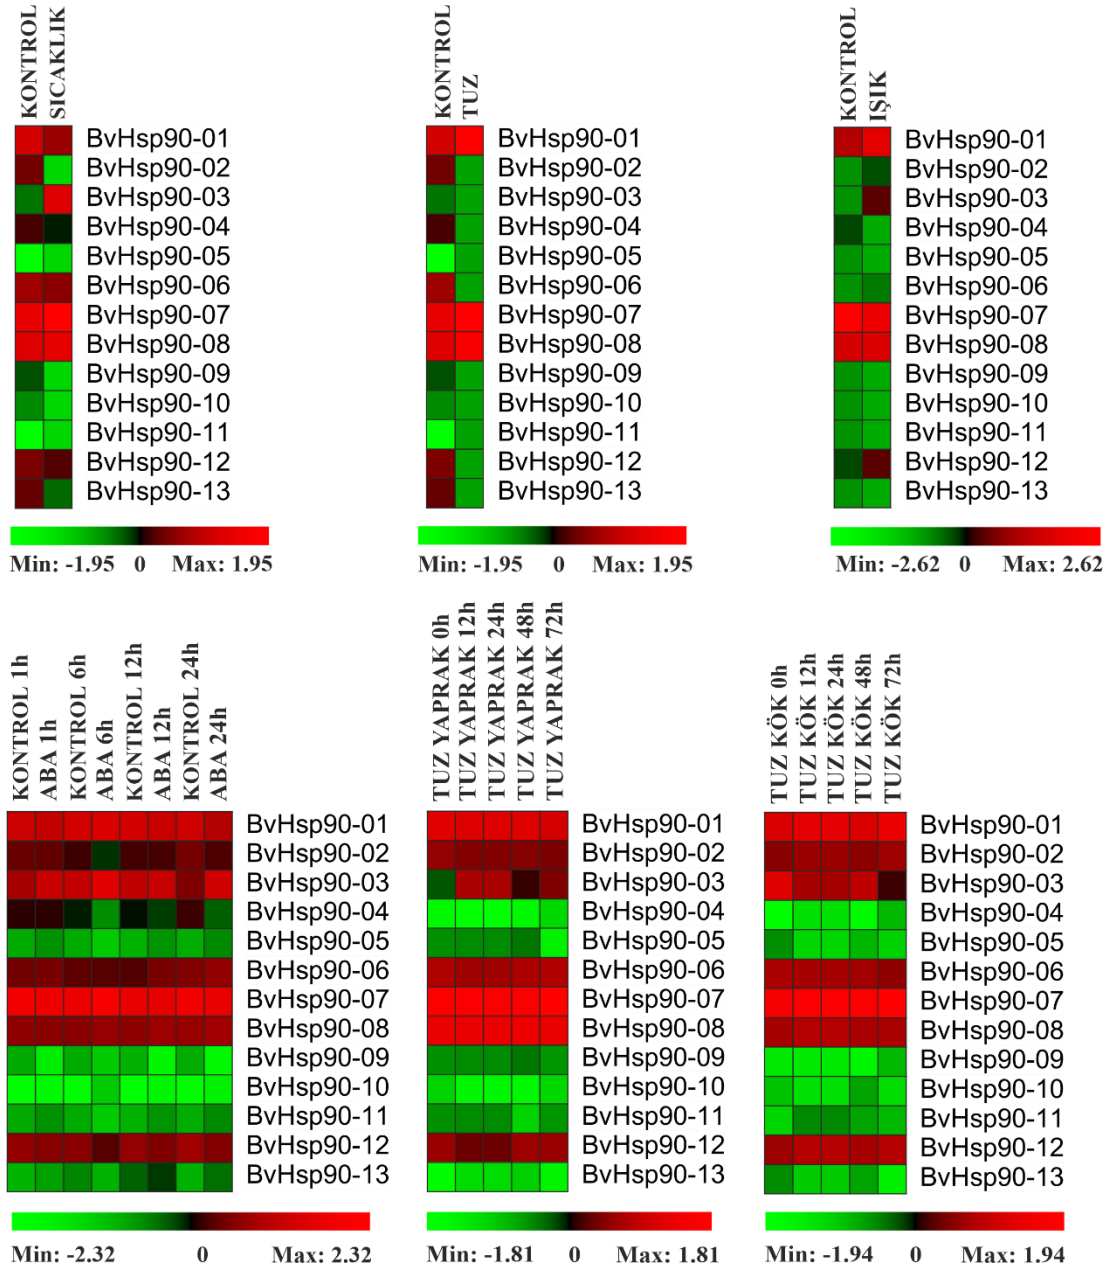 KONTROL
SICAKLIK
BvHsp90-01
BvHsp90-02
BvHsp90-03
BvHsp90-04
BvHsp90-05
BvHsp90-06
BvHsp90-07
BvHsp90-08
BvHsp90-09
BvHsp90-10
BvHsp90-11
BvHsp90-12
BvHsp90-13
Min: -1.95 0 Max: 1.95
KONTROL
TUZ
BvHsp90-01
BvHsp90-02
BvHsp90-03
BvHsp90-04
BvHsp90-05
BvHsp90-06
BvHsp90-07
BvHsp90-08
BvHsp90-09
BvHsp90-10
BvHsp90-11
BvHsp90-12
BvHsp90-13
Min: -1.95 0 Max: 1.95
KONTROL
IŞIK
BvHsp90-01
BvHsp90-02
BvHsp90-03
BvHsp90-04
BvHsp90-05
BvHsp90-06
BvHsp90-07
BvHsp90-08
BvHsp90-09
BvHsp90-10
BvHsp90-11
BvHsp90-12
BvHsp90-13
Min: -2.62 0 Max: 2.62
KONTROL 1h
ABA 1h
KONTROL 6h
ABA 6h
KONTROL 12h
ABA 12h
KONTROL 24h
ABA 24h
BvHsp90-01
BvHsp90-02
BvHsp90-03
BvHsp90-04
BvHsp90-05
BvHsp90-06
BvHsp90-07
BvHsp90-08
BvHsp90-09
BvHsp90-10
BvHsp90-11
BvHsp90-12
BvHsp90-13
Min: -2.32 0 Max: 2.32
TUZ YAPRAK 0h
TUZ YAPRAK 12h
TUZ YAPRAK 24h
TUZ YAPRAK 48h
TUZ YAPRAK 72h
BvHsp90-01
BvHsp90-02
BvHsp90-03
BvHsp90-04
BvHsp90-05
BvHsp90-06
BvHsp90-07
BvHsp90-08
BvHsp90-09
BvHsp90-10
BvHsp90-11
BvHsp90-12
BvHsp90-13
Min: -1.81 0 Max: 1.81
TUZ KÖK 0h
TUZ KÖK 12h
TUZ KÖK 24h
TUZ KÖK 48h
TUZ KÖK 72h
BvHsp90-01
BvHsp90-02
BvHsp90-03
BvHsp90-04
BvHsp90-05
BvHsp90-06
BvHsp90-07
BvHsp90-08
BvHsp90-09
BvHsp90-10
BvHsp90-11
BvHsp90-12
BvHsp90-13
Min: -1.94 0 Max: 1.94